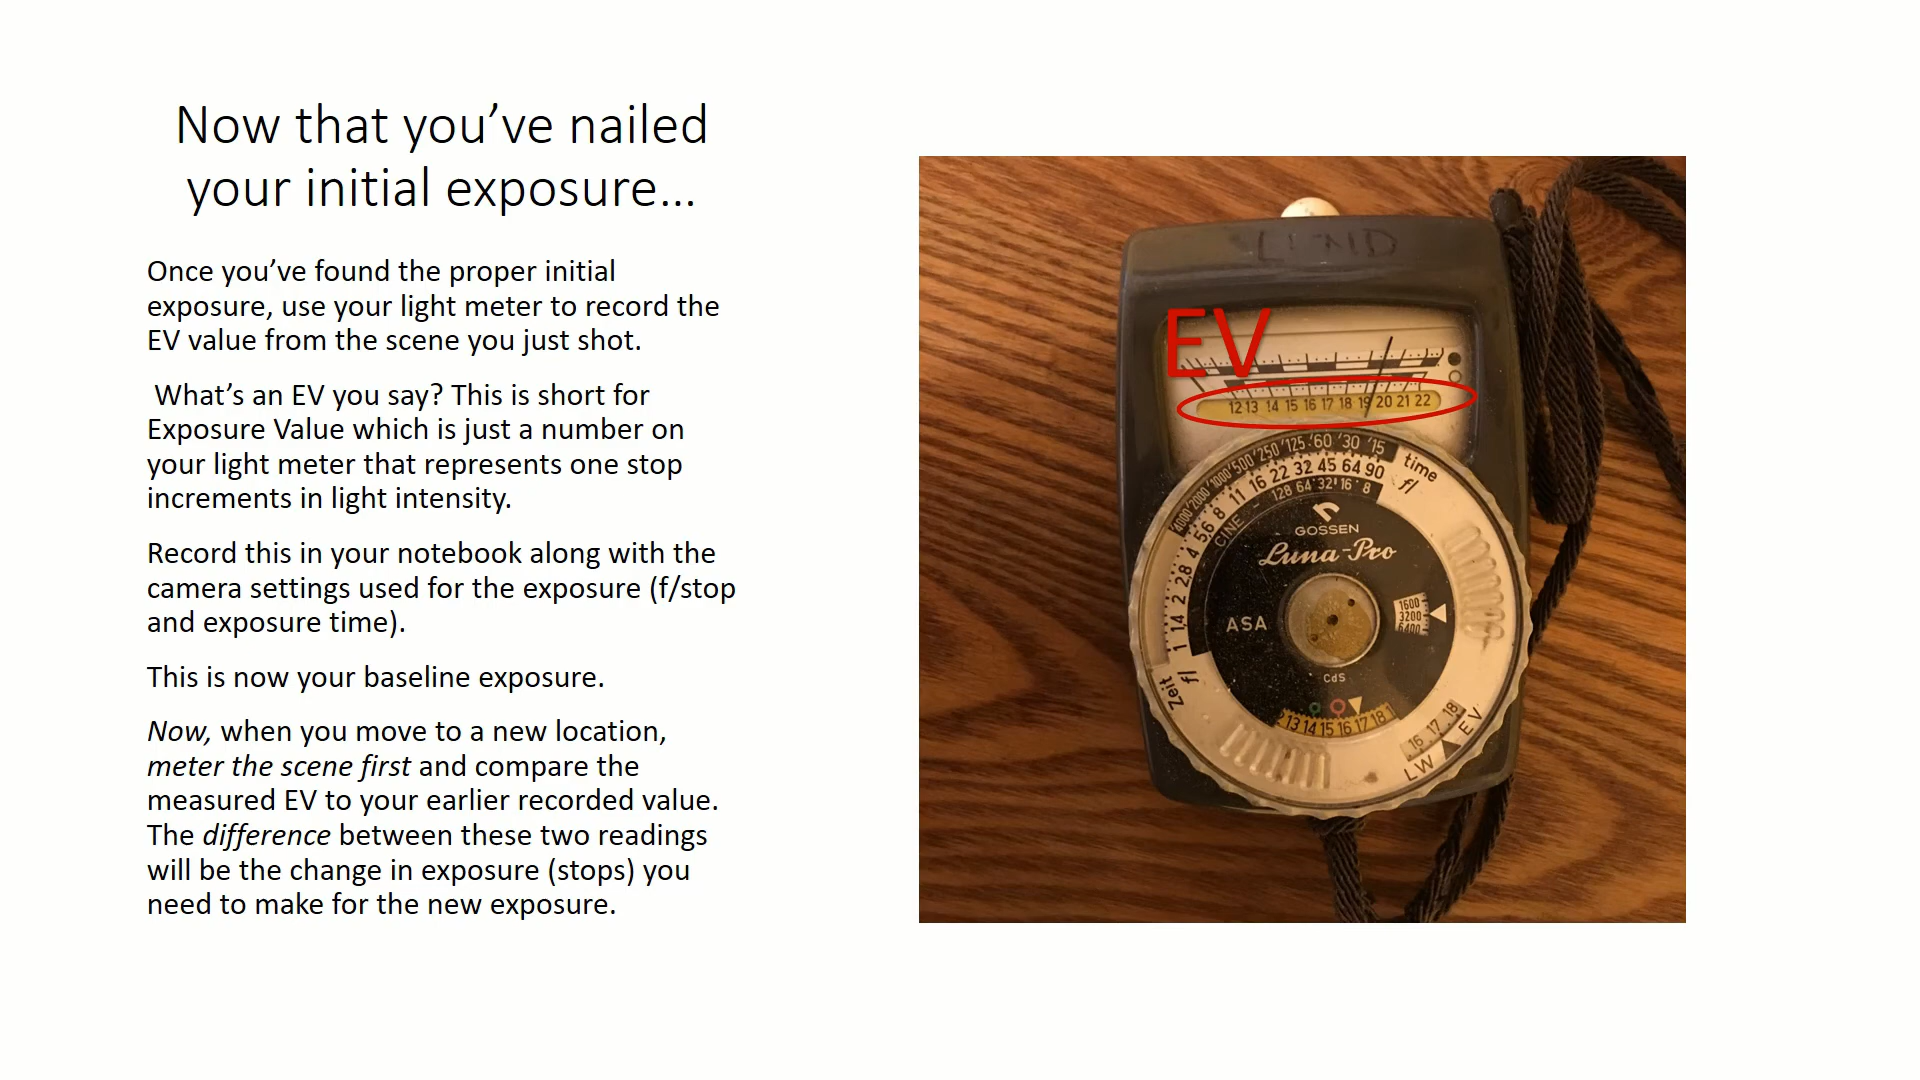 Now that you’ve nailed
your initial exposure…
Once you’ve found the proper initial
exposure, use your light meter to record the
EV value from the scene you just shot.
What’s an EV you say? This is short for
Exposure Value which is just a number on
your light meter that represents one stop
increments in light intensity.
Record this in your notebook along with the
camera settings used for the exposure (f/stop
and exposure time).
This is now your baseline exposure.
Now, when you move to a new location,
meter the scene first and compare the
measured EV to your earlier recorded value.
The difference between these two readings
will be the change in exposure (stops) you
need to make for the new exposure.
EV
12 13 14 15 16 17 18 19 20 21 22
4000 '2000 '1000 '500 '250 '125 '60 '30 '15
time
1 1,4 2 2,8 4 5,6 8 11 16 22 32 45 64 90
f/
CINE 128 64 32 16 8
GOSSEN
Luna-Pro
ASA
1600
3200
6400
CdS
Zeit
f/
13 14 15 16 17 18
16 17 18
LW EV